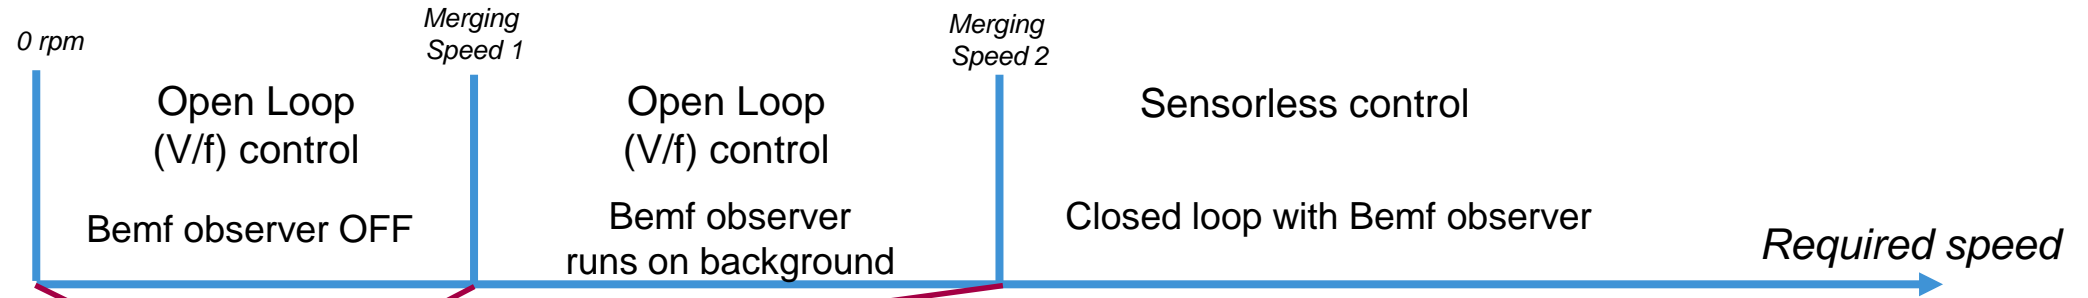 0 rpm
Merging
Speed 1
Merging
Speed 2
Open Loop
(V/f) control
Bemf observer OFF
Open Loop
(V/f) control
Bemf observer
runs on background
Sensorless control
Closed loop with Bemf observer
Required speed